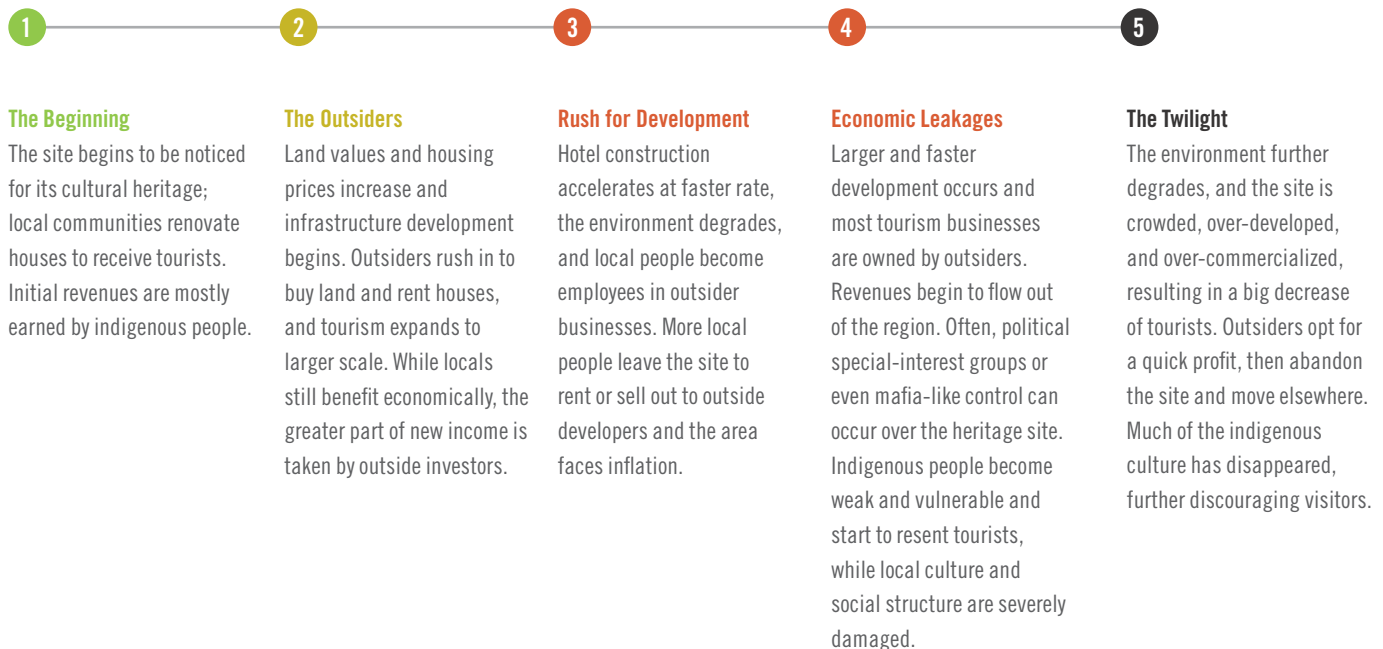 1
2
3
4
5
The Beginning
The site begins to be noticed
for its cultural heritage;
local communities renovate
houses to receive tourists.
Initial revenues are mostly
earned by indigenous people.
The Outsiders
Land values and housing
prices increase and
infrastructure development
begins. Outsiders rush in to
buy land and rent houses,
and tourism expands to
larger scale. While locals
still benefit economically, the
greater part of new income is
taken by outside investors.
Rush for Development
Hotel construction
accelerates at faster rate,
the environment degrades,
and local people become
employees in outsider
businesses. More local
people leave the site to
rent or sell out to outside
developers and the area
faces inflation.
Economic Leakages
Larger and faster
development occurs and
most tourism businesses
are owned by outsiders.
Revenues begin to flow out
of the region. Often, political
special-interest groups or
even mafia-like control can
occur over the heritage site.
Indigenous people become
weak and vulnerable and
start to resent tourists,
while local culture and
social structure are severely
damaged.
The Twilight
The environment further
degrades, and the site is
crowded, over-developed,
and over-commercialized,
resulting in a big decrease
of tourists. Outsiders opt for
a quick profit, then abandon
the site and move elsewhere.
Much of the indigenous
culture has disappeared,
further discouraging visitors.